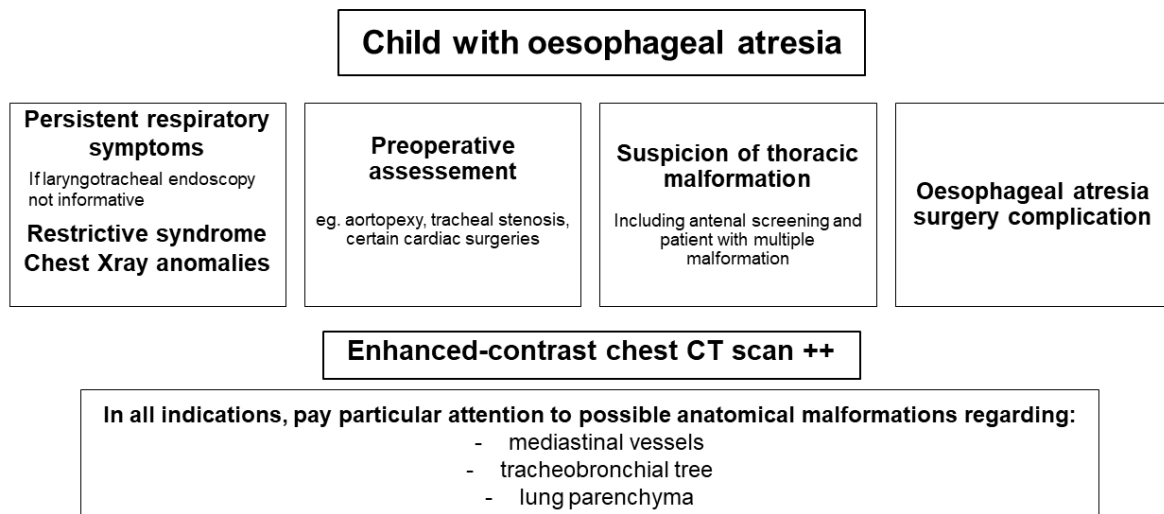 Child with oesophageal atresia
Persistent respiratory
symptoms
If laryngotracheal endoscopy
not informative
Restrictive syndrome
Chest Xray anomalies
Preoperative
assessement
eg. aortopexy, tracheal stenosis,
certain cardiac surgeries
Suspicion of thoracic
malformation
Including antenal screening and
patient with multiple
malformation
Oesophageal atresia
surgery complication
Enhanced-contrast chest CT scan ++
In all indications, pay particular attention to possible anatomical malformations regarding:
- mediastinal vessels
- tracheobronchial tree
- lung parenchyma